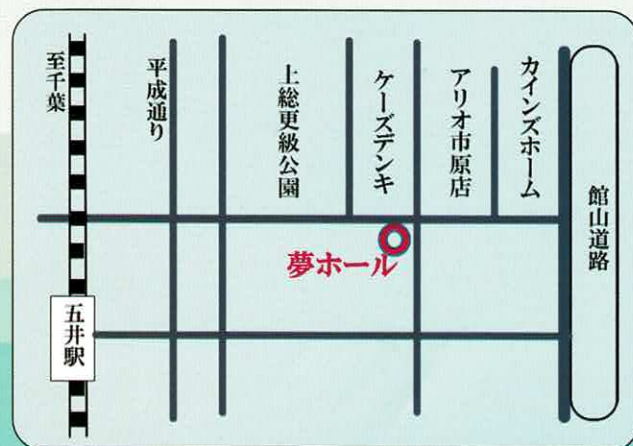 至千葉
平成通り
上総更級公園
ケーズデンキ
アリオ市原店
カインズホーム
館山道路
夢ホール
五井駅